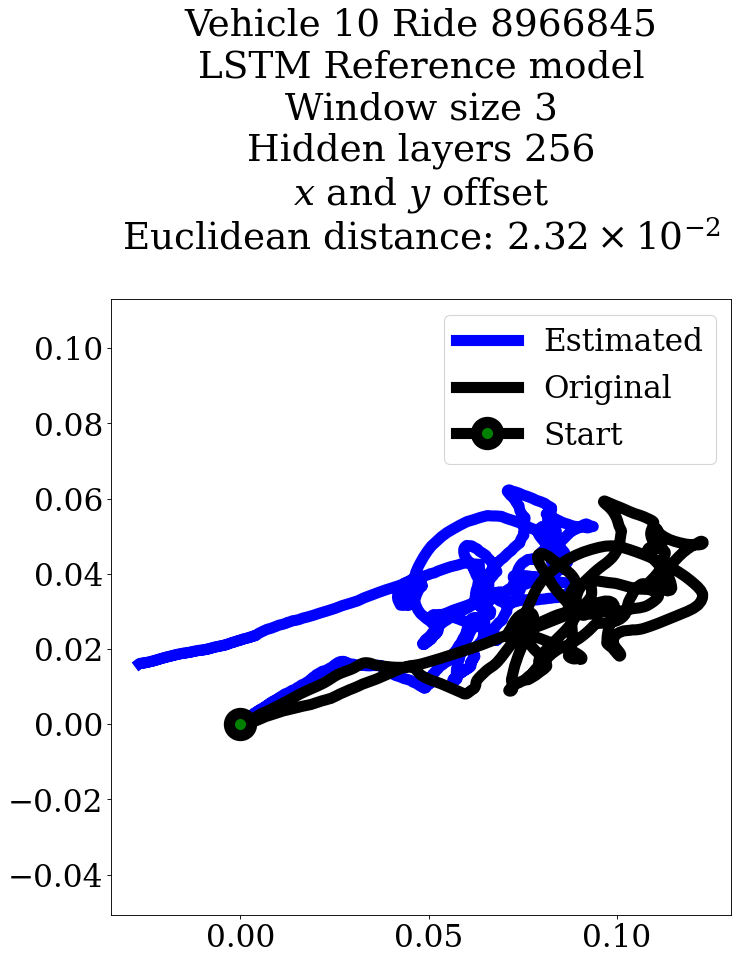 Vehicle 10 Ride 8966845
LSTM Reference model
Window size 3
Hidden layers 256
x and y offset
Euclidean distance: 2.32 × 10⁻²
Estimated
Original
Start
0.10
0.08
0.06
0.04
0.02
0.00
−0.02
−0.04
0.00 0.05 0.10